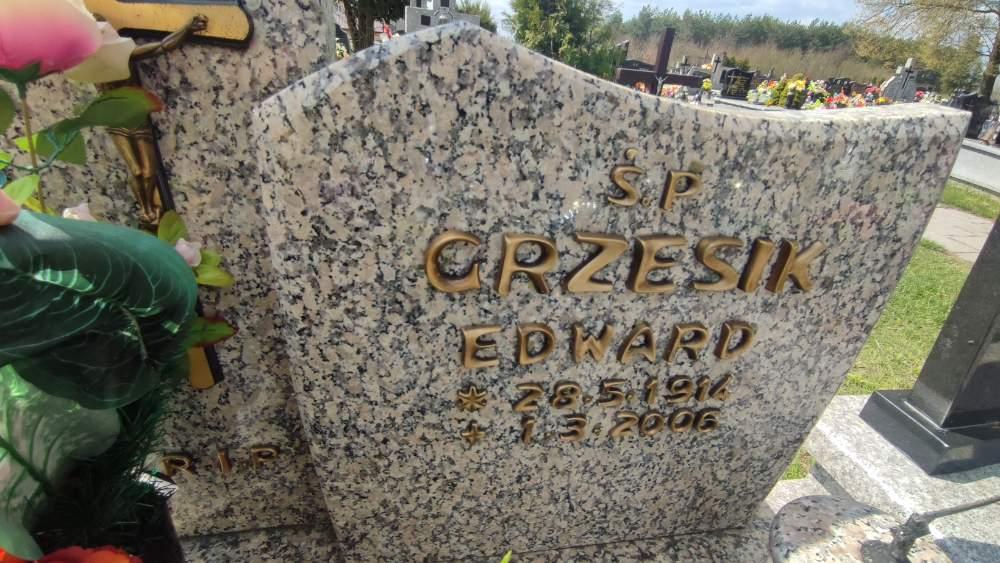 Ś.P
GRZESIK
EDWARD
* 28.5.1914
+ 1.3.2006
R.I.P